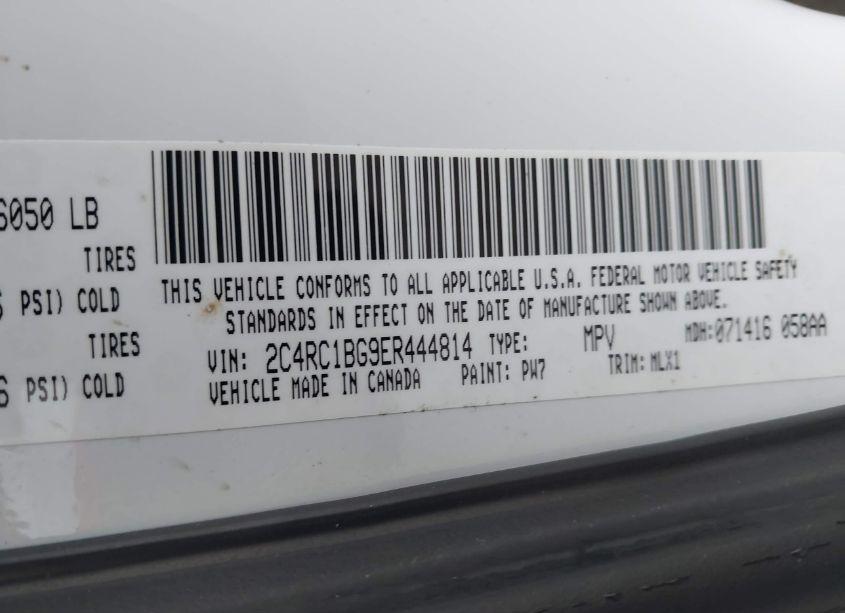 6050 LB
TIRES
PSI) COLD
TIRES
PSI) COLD
THIS VEHICLE CONFORMS TO ALL APPLICABLE U.S.A. FEDERAL MOTOR VEHICLE SAFETY
STANDARDS IN EFFECT ON THE DATE OF MANUFACTURE SHOWN ABOVE.
VIN: 2C4RC1BG9ER444814 TYPE: MPV MDH:071416 058AA
VEHICLE MADE IN CANADA PAINT: PW7 TRIM: MLX1